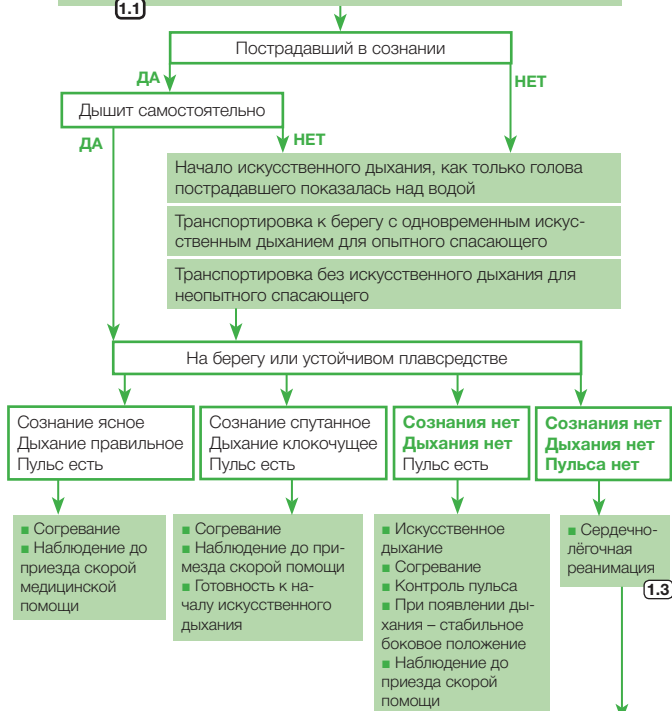 1.1
Пострадавший в сознании
ДА
НЕТ
Дышит самостоятельно
ДА
НЕТ
Начало искусственного дыхания, как только голова
пострадавшего показалась над водой
Транспортировка к берегу с одновременным искус-
ственным дыханием для опытного спасающего
Транспортировка без искусственного дыхания для
неопытного спасающего
На берегу или устойчивом плавсредстве
Сознание ясное
Дыхание правильное
Пульс есть
Сознание спутанное
Дыхание клокочущее
Пульс есть
Сознания нет
Дыхания нет
Пульс есть
Сознания нет
Дыхания нет
Пульса нет
■ Согревание
■ Наблюдение до
приезда скорой
медицинской
помощи
■ Согревание
■ Наблюдение до при-
мезда скорой помощи
■ Готовность к на-
чалу искусственного
дыхания
■ Искусственное
дыхание
■ Согревание
■ Контроль пульса
■ При появлении ды-
хания – стабильное
боковое положение
■ Наблюдение до
приезда скорой
помощи
■ Сердечно-
лёгочная
реанимация
1.3